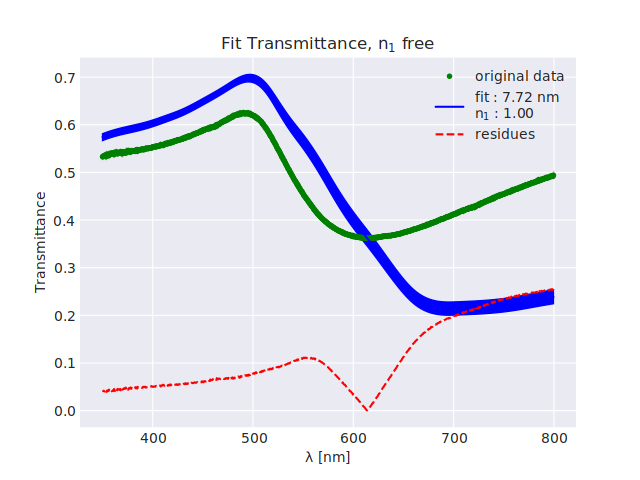 Fit Transmittance, n₁ free
original data
fit : 7.72 nm
n₁ : 1.00
residues
Transmittance
0.7
0.6
0.5
0.4
0.3
0.2
0.1
0.0
400 500 600 700 800
λ [nm]